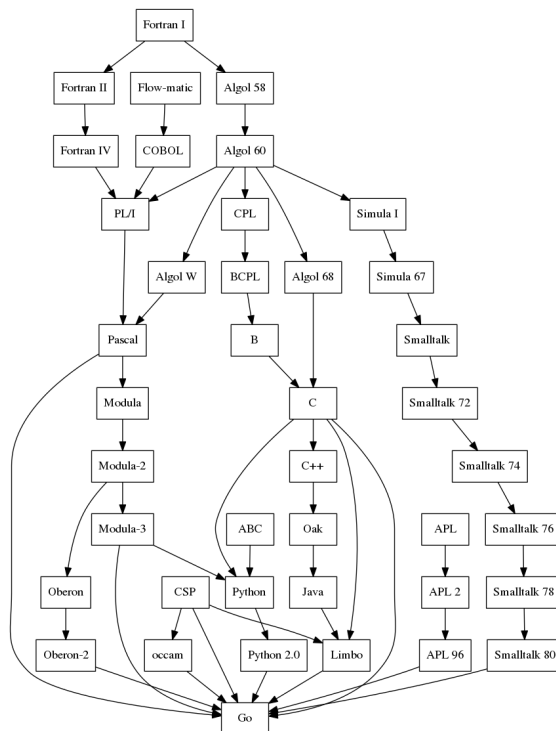 Fortran I
Fortran II
Flow-matic
Algol 58
Fortran IV
COBOL
Algol 60
PL/I
CPL
Simula I
Algol W
BCPL
Algol 68
Simula 67
Pascal
B
Smalltalk
Modula
C
Smalltalk 72
Modula-2
C++
Smalltalk 74
Modula-3
ABC
Oak
APL
Smalltalk 76
Oberon
CSP
Python
Java
APL 2
Smalltalk 78
Oberon-2
occam
Python 2.0
Limbo
APL 96
Smalltalk 80
Go